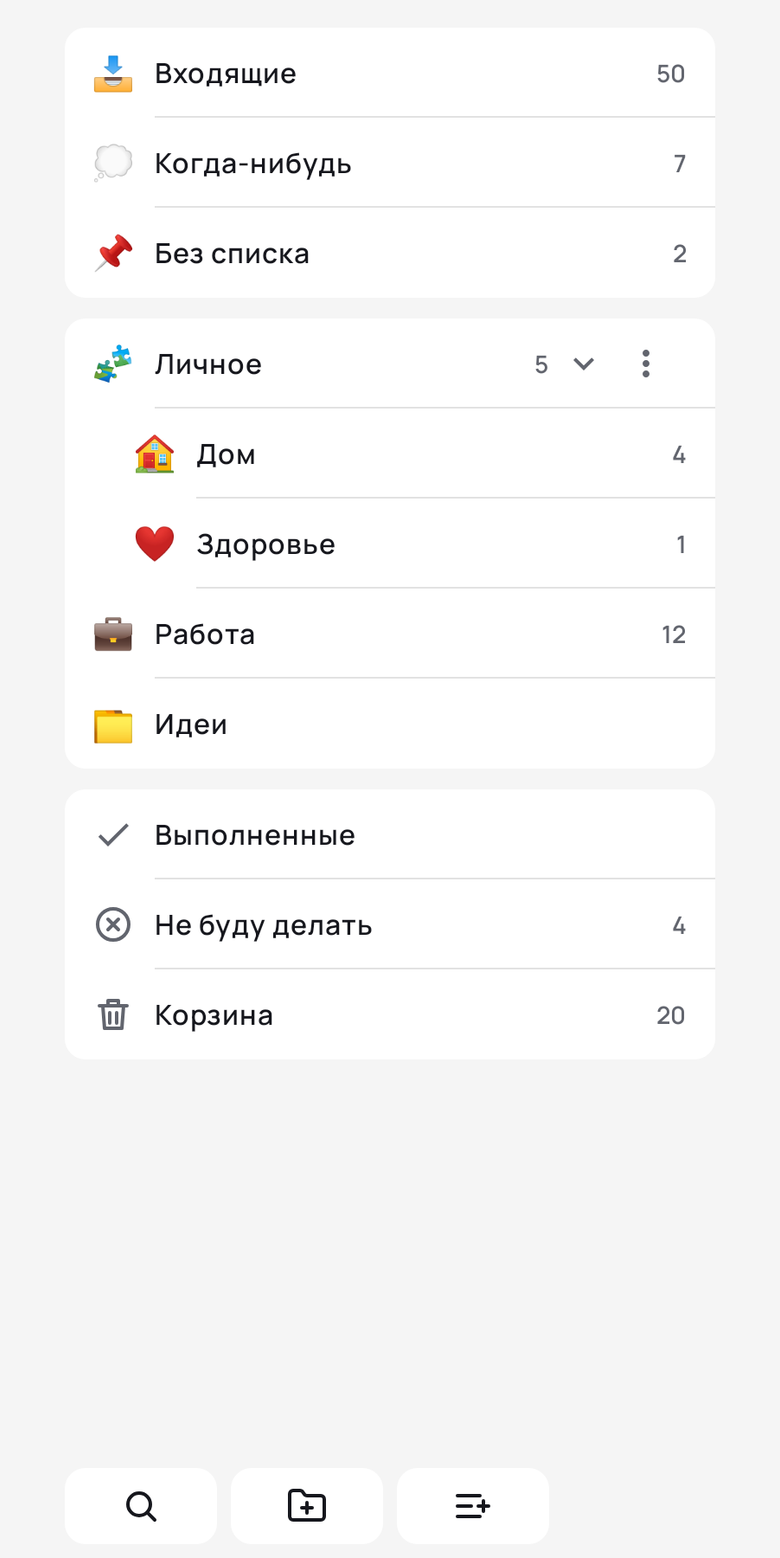 Входящие 50
Когда-нибудь 7
Без списка 2
Личное 5
Дом 4
Здоровье 1
Работа 12
Идеи
Выполненные
Не буду делать 4
Корзина 20